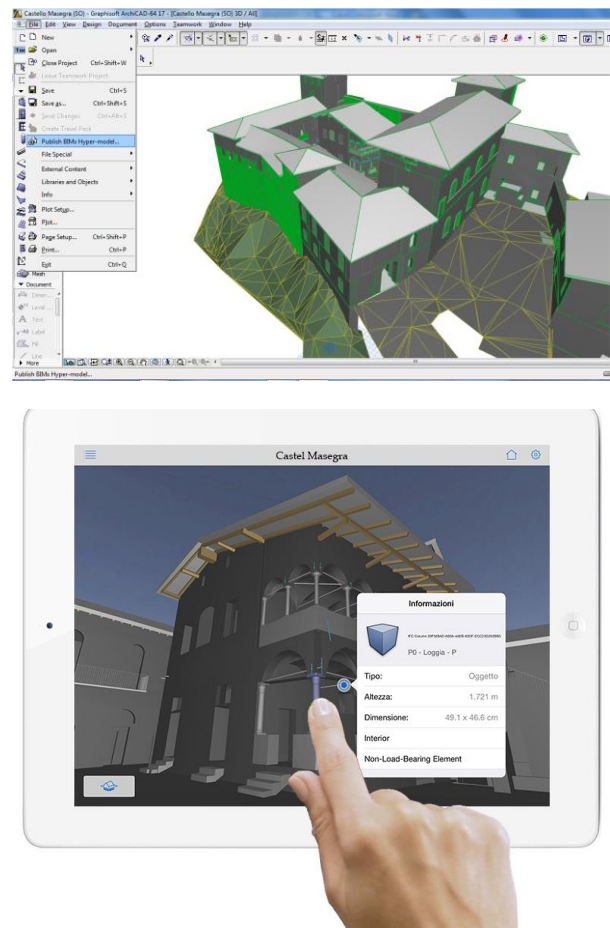 Castello Masegra (SO) - Graphisoft ArchiCAD-64 17 - [Castello Masegra (SO) 3D / All]
File Edit View Design Document Options Teamwork Window Help
New
Open
Close Project Ctrl+Shift+W
Leave Teamwork Project
Save Ctrl+S
Save as... Ctrl+Shift+S
Send Changes Ctrl+Alt+S
Create Travel Pack
Publish BIMx Hyper-model...
File Special
External Content
Libraries and Objects
Info
Plot Setup...
Plot...
Page Setup... Ctrl+Shift+P
Print... Ctrl+P
Exit Ctrl+Q
Mesh
Document
Dimen...
Level ...
Text
Label
Fill
Line
More
Publish BIMx Hyper-model...
Castel Masegra
Informazioni
P0 - Loggia - P
Tipo: Oggetto
Altezza: 1.721 m
Dimensione: 49.1 x 46.6 cm
Interior
Non-Load-Bearing Element